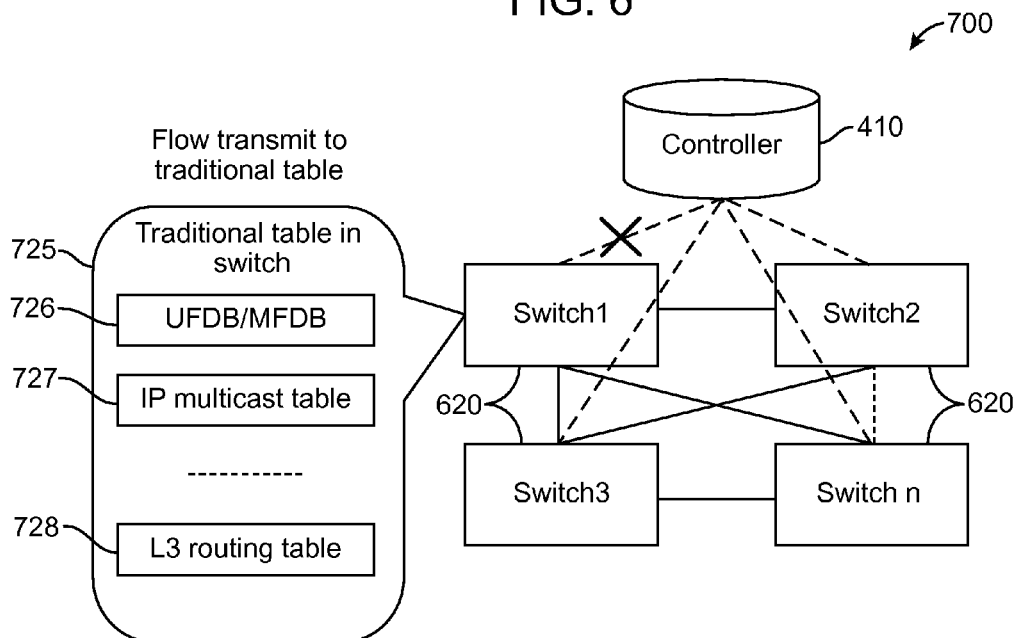 FIG. 6
700
Controller
410
Flow transmit to
traditional table
725
Traditional table in
switch
726
UFDB/MFDB
Switch1
Switch2
727
IP multicast table
620
620
728
L3 routing table
Switch3
Switch n